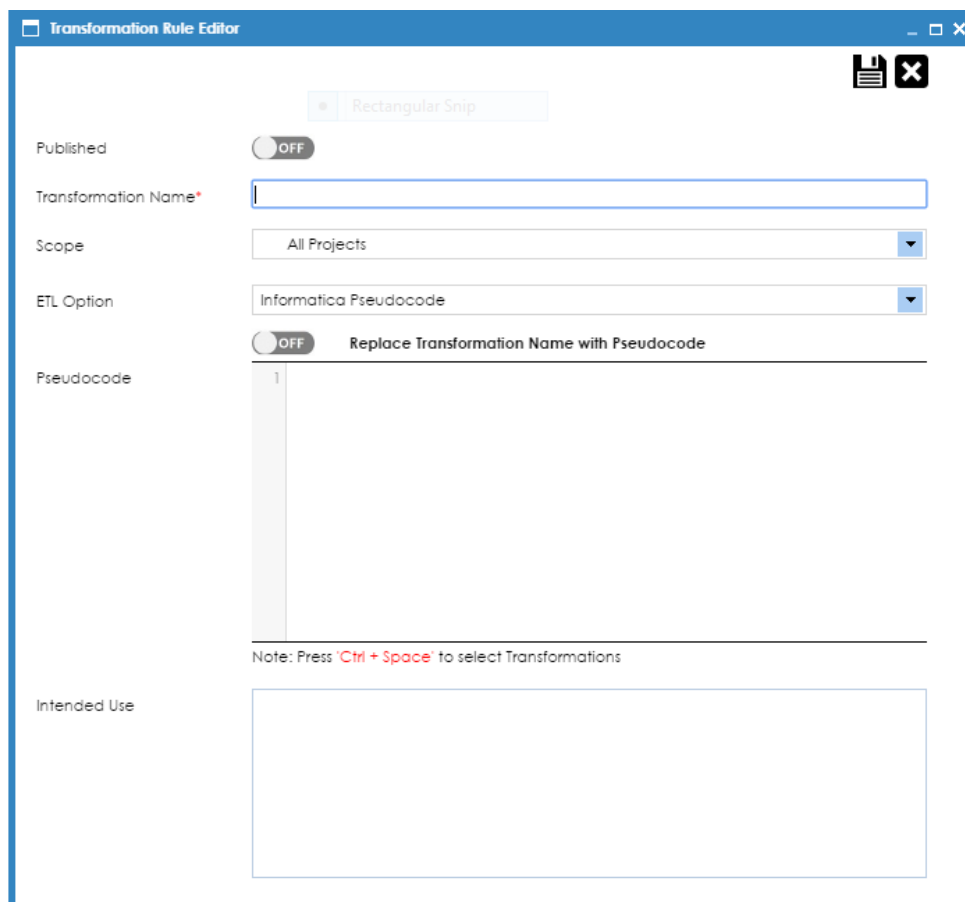 Transformation Rule Editor
Rectangular Snip
Published OFF
Transformation Name*
Scope All Projects
ETL Option Informatica Pseudocode
OFF Replace Transformation Name with Pseudocode
Pseudocode 1
Note: Press 'Ctrl + Space' to select Transformations
Intended Use